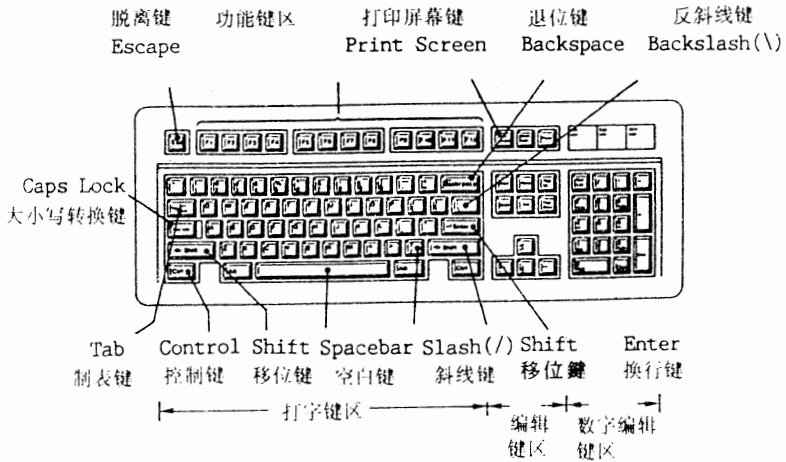 脱离键 功能键区 打印屏幕键 退位键 反斜线键
Escape Print Screen Backspace Backslash(\)
Caps Lock
大小写转换键
Tab Control Shift Spacebar Slash(/) Shift Enter
制表键 控制键 移位键 空白键 斜线键 移位鍵 换行键
打字键区 编辑 数字编辑
键区 键区